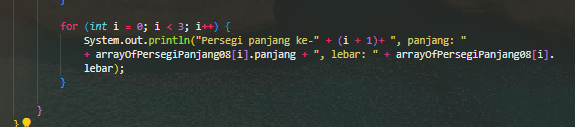 }
for (int i = 0; i < 3; i++) {
System.out.println("Persegi panjang ke-" + (i + 1)+ ", panjang: "
+ arrayOfPersegiPanjang08[i].panjang + ", lebar: " + arrayOfPersegiPanjang08[i].
lebar);
}
}
}